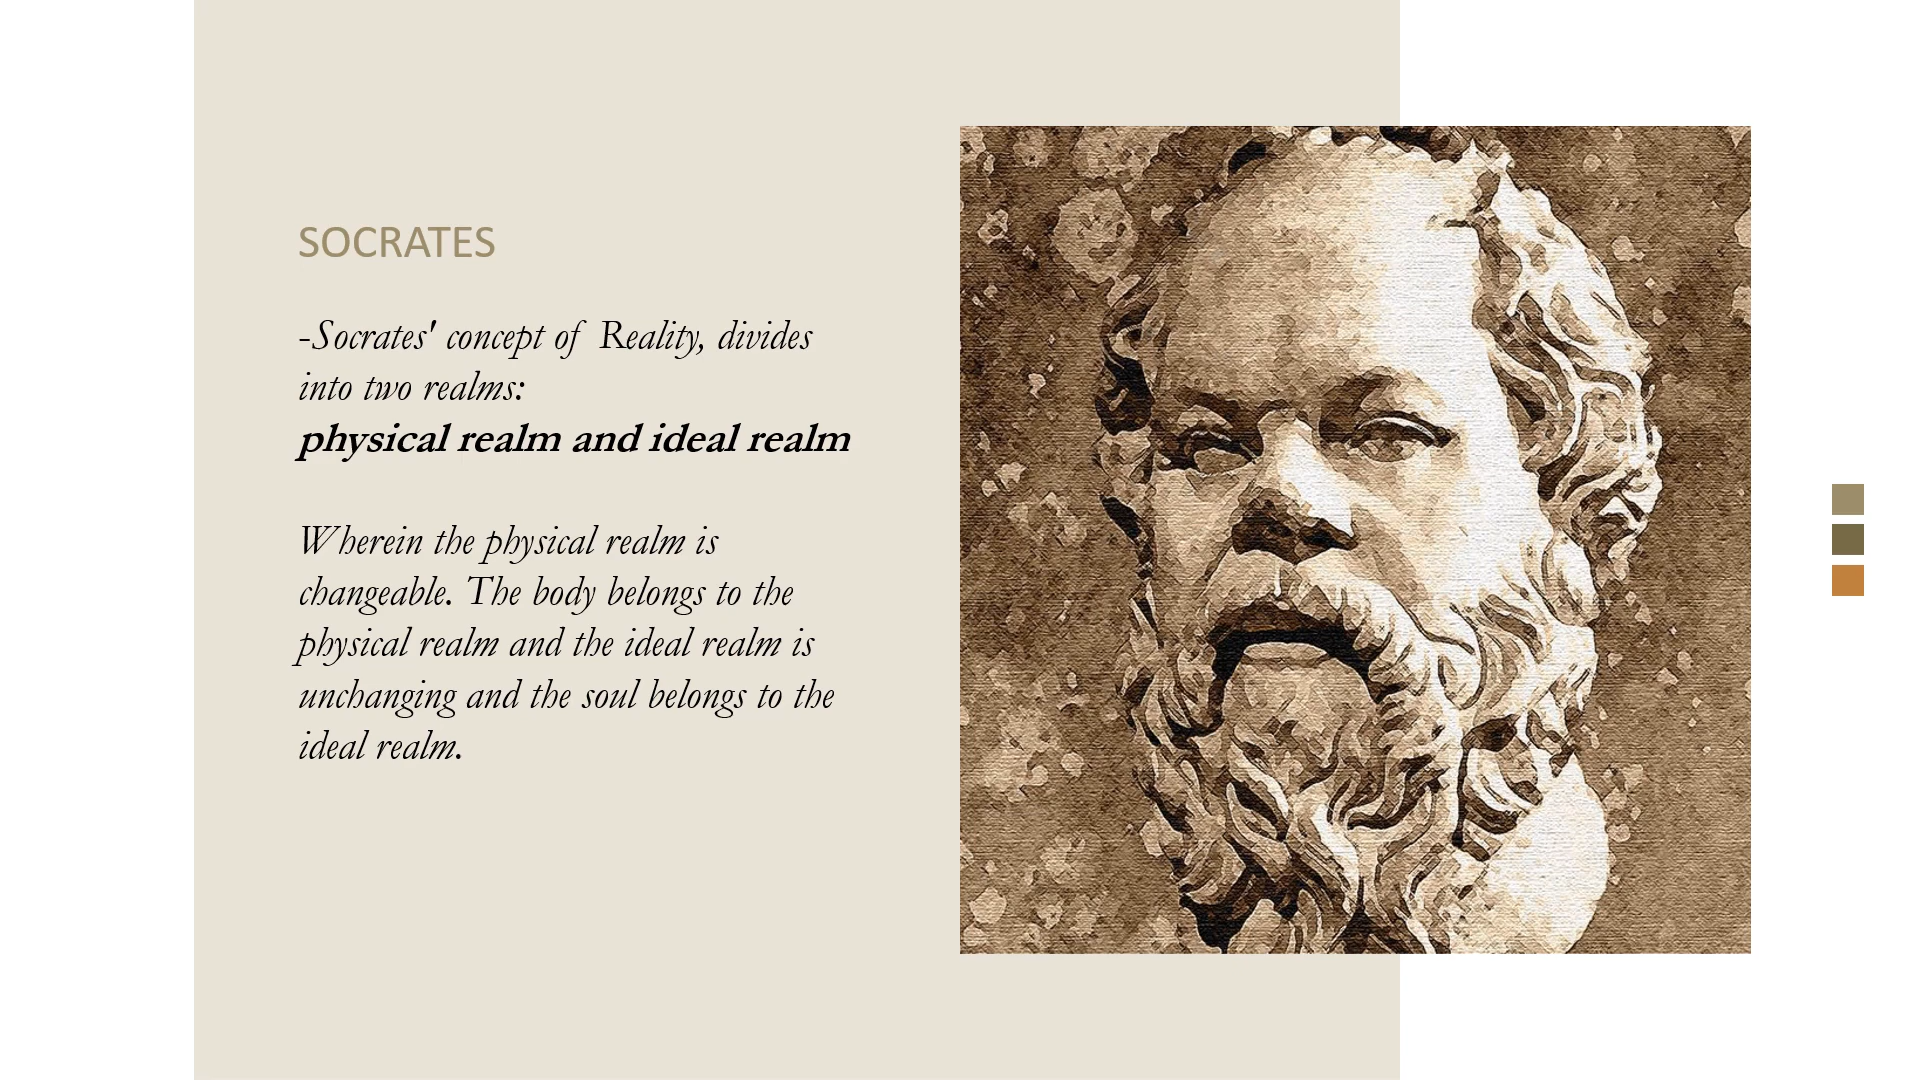 SOCRATES
-Socrates' concept of Reality, divides
into two realms:
physical realm and ideal realm
Wherein the physical realm is
changeable. The body belongs to the
physical realm and the ideal realm is
unchanging and the soul belongs to the
ideal realm.